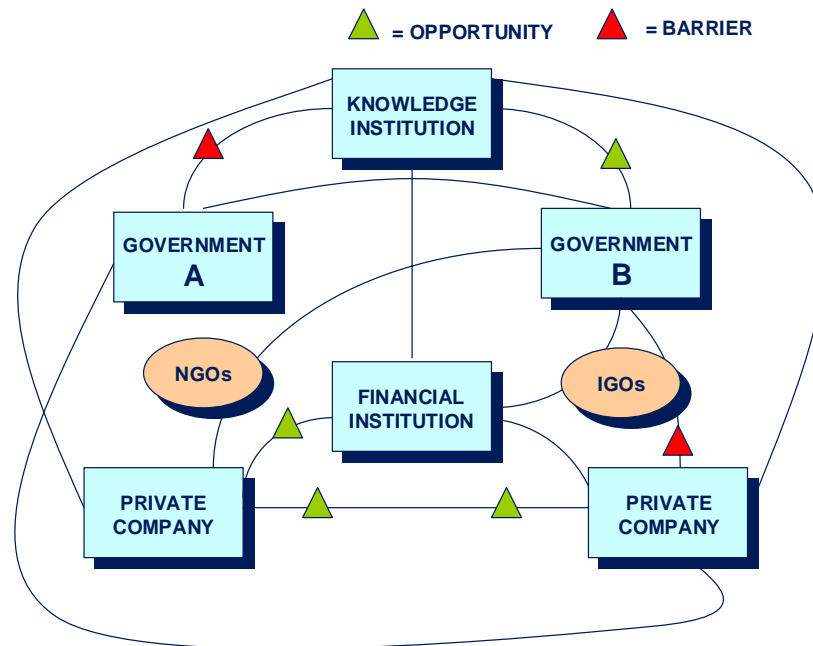 = OPPORTUNITY
= BARRIER
KNOWLEDGE
INSTITUTION
GOVERNMENT
A
GOVERNMENT
B
NGOs
FINANCIAL
INSTITUTION
IGOs
PRIVATE
COMPANY
PRIVATE
COMPANY